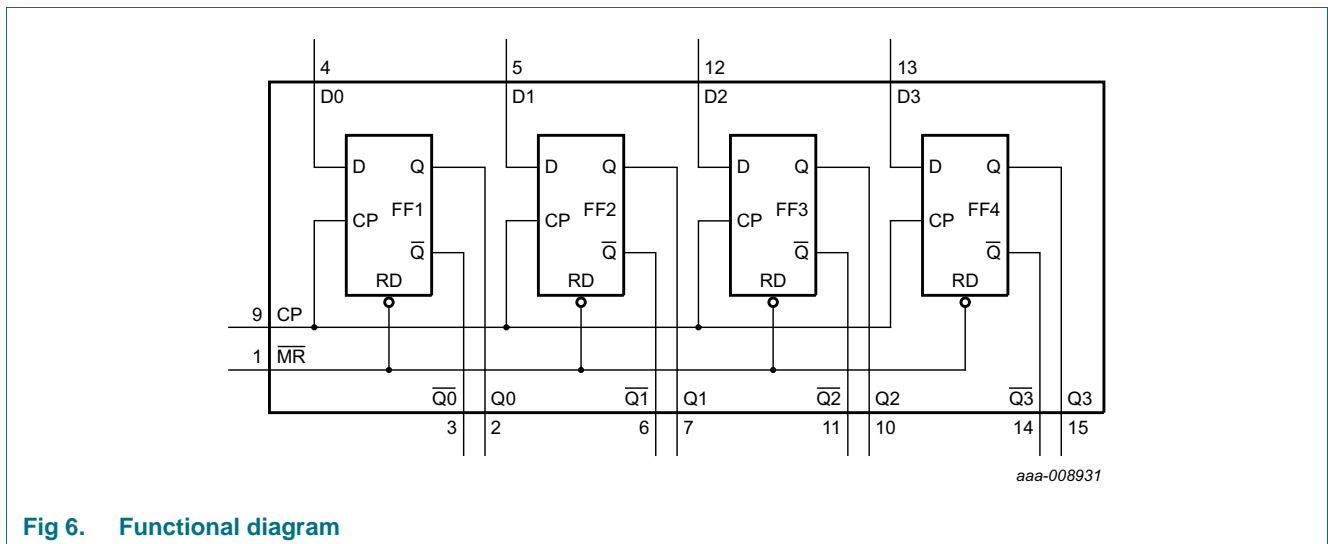 4 5 12 13
D0 D1 D2 D3
D Q D Q D Q D Q
FF1 FF2 FF3 FF4
CP CP CP CP
Q̅ Q̅ Q̅ Q̅
RD RD RD RD
9 CP
1 M̅R̅
Q̅0̅ Q0 Q̅1̅ Q1 Q̅2̅ Q2 Q̅3̅ Q3
3 2 6 7 11 10 14 15
aaa-008931
Fig 6. Functional diagram